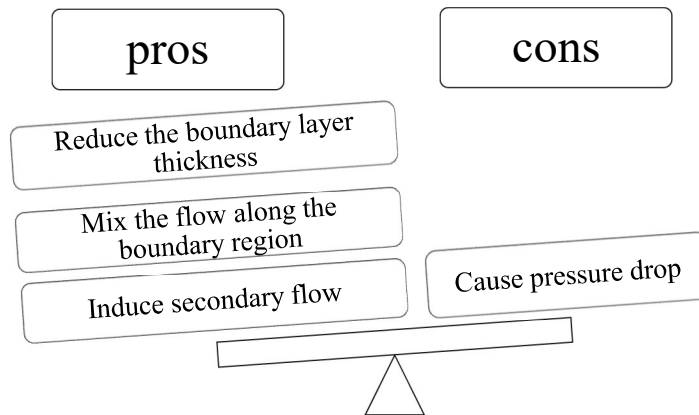 pros
cons
Reduce the boundary layer
thickness
Mix the flow along the
boundary region
Induce secondary flow
Cause pressure drop